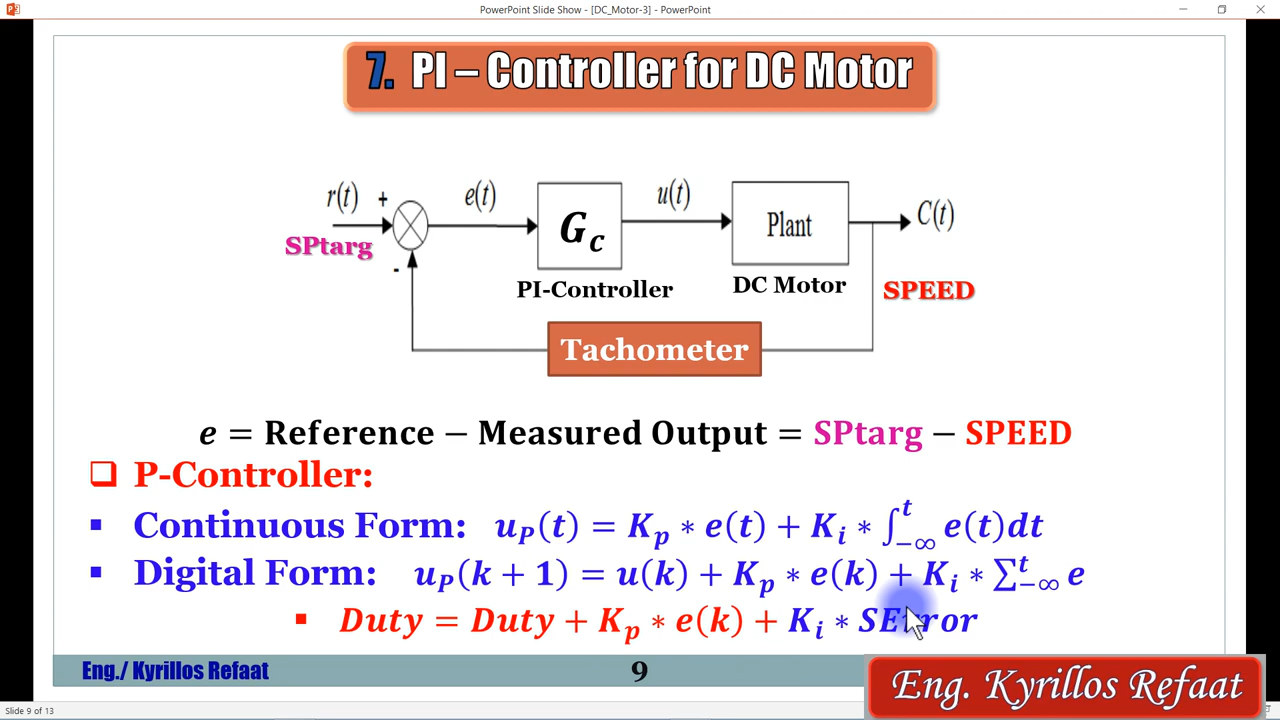 PowerPoint Slide Show - [DC_Motor-3] - PowerPoint
7. PI – Controller for DC Motor
r(t) + e(t) u(t) C(t)
SPtarg G_c Plant
-
PI-Controller DC Motor SPEED
Tachometer
e = Reference − Measured Output = SPtarg − SPEED
❑ P-Controller:
▪ Continuous Form: u_P(t) = K_p ∗ e(t) + K_i ∗ ∫_{−∞}^{t} e(t)dt
▪ Digital Form: u_P(k + 1) = u(k) + K_p ∗ e(k) + K_i ∗ ∑_{−∞}^{t} e
▪ Duty = Duty + K_p ∗ e(k) + K_i ∗ SError
Eng./ Kyrillos Refaat 9
Eng. Kyrillos Refaat
Slide 9 of 13